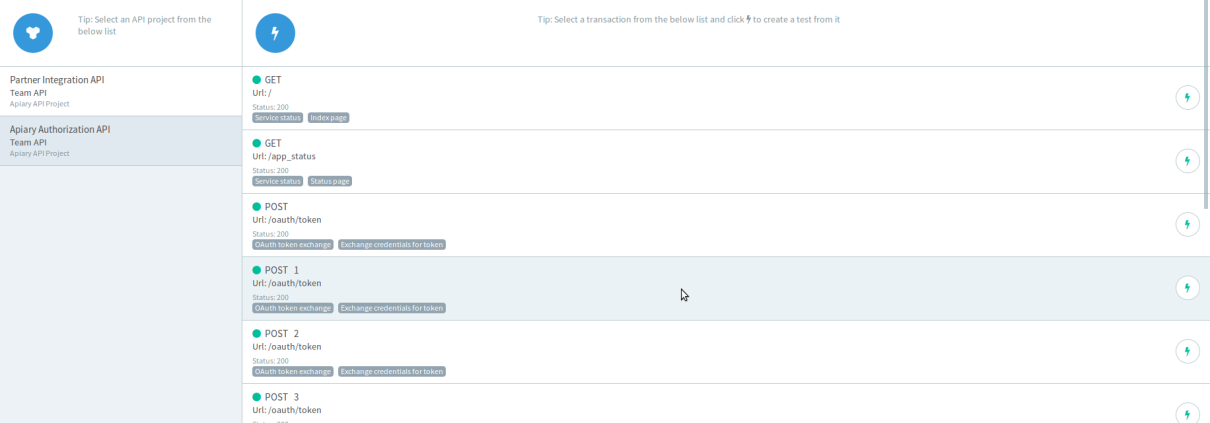 Tip: Select an API project from the
below list
Partner Integration API
Team API
Apiary API Project
Apiary Authorization API
Team API
Apiary API Project
Tip: Select a transaction from the below list and click to create a test from it
GET
Url: /
Status: 200
Service status Index page
GET
Url: /app_status
Status: 200
Service status Status page
POST
Url: /oauth/token
Status: 200
OAuth token exchange Exchange credentials for token
POST 1
Url: /oauth/token
Status: 200
OAuth token exchange Exchange credentials for token
POST 2
Url: /oauth/token
Status: 200
OAuth token exchange Exchange credentials for token
POST 3
Url: /oauth/token